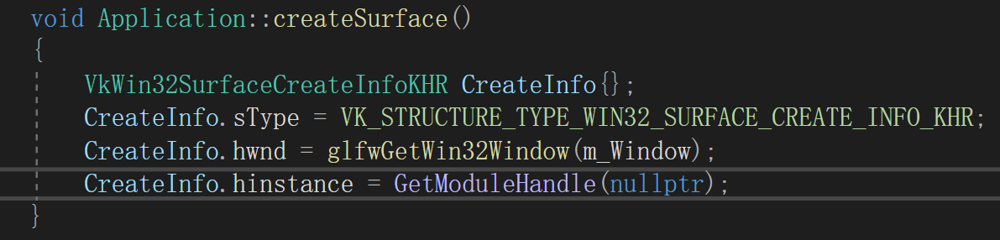 void Application::createSurface()
{
VkWin32SurfaceCreateInfoKHR CreateInfo{};
CreateInfo.sType = VK_STRUCTURE_TYPE_WIN32_SURFACE_CREATE_INFO_KHR;
CreateInfo.hwnd = glfwGetWin32Window(m_Window);
CreateInfo.hinstance = GetModuleHandle(nullptr);
}